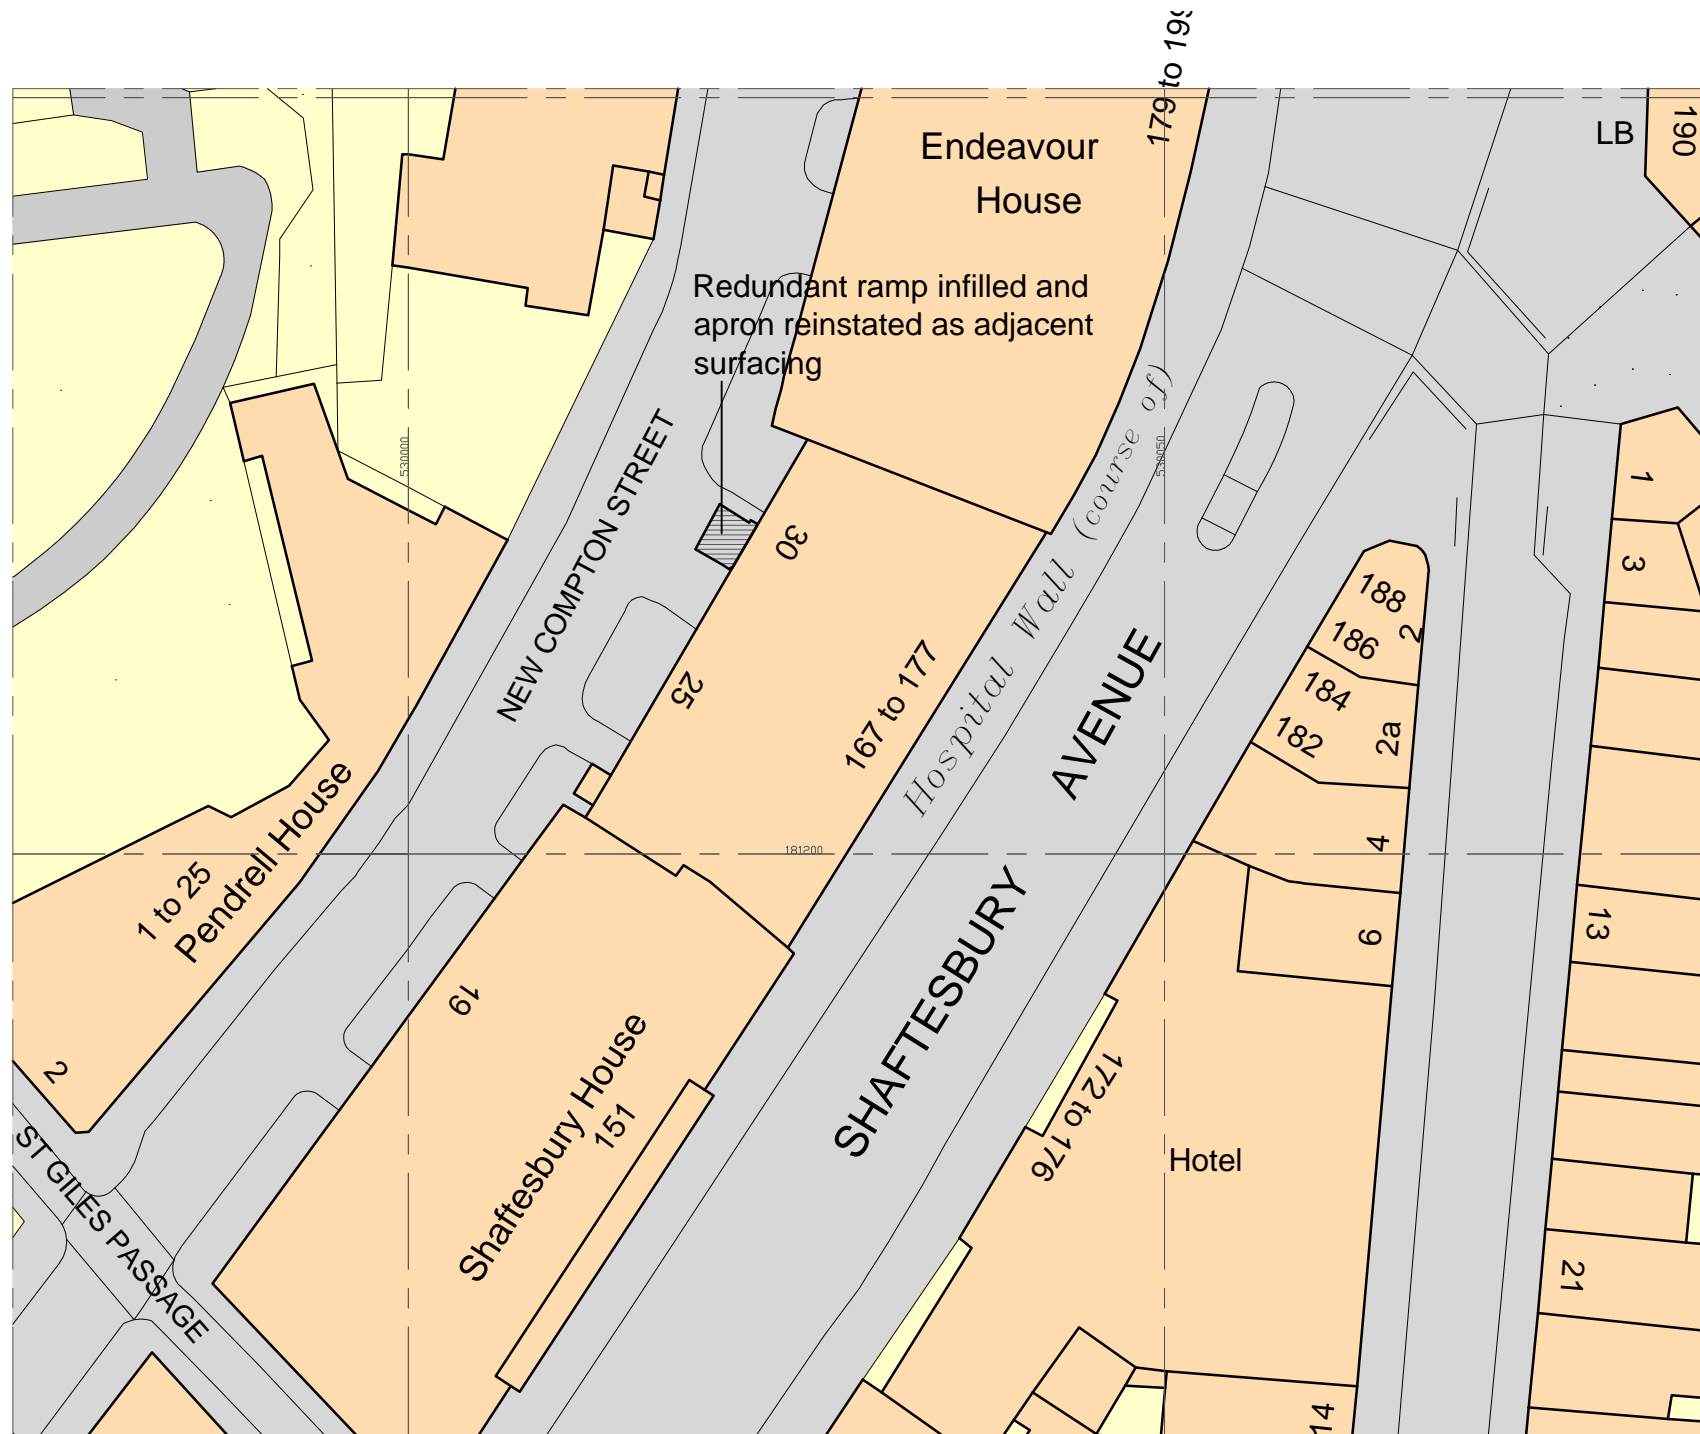 179 to 199
LB
190
Endeavour
House
Redundant ramp infilled and
apron reinstated as adjacent
surfacing
530000
530050
NEW COMPTON STREET
30
25
167 to 177
Hospital Wall (course of)
SHAFTESBURY AVENUE
1
3
188
186
2
184
182
2a
4
6
13
181200
1 to 25
Pendrell House
2
19
Shaftesbury House
151
172 to 176
Hotel
ST GILES PASSAGE
21
14